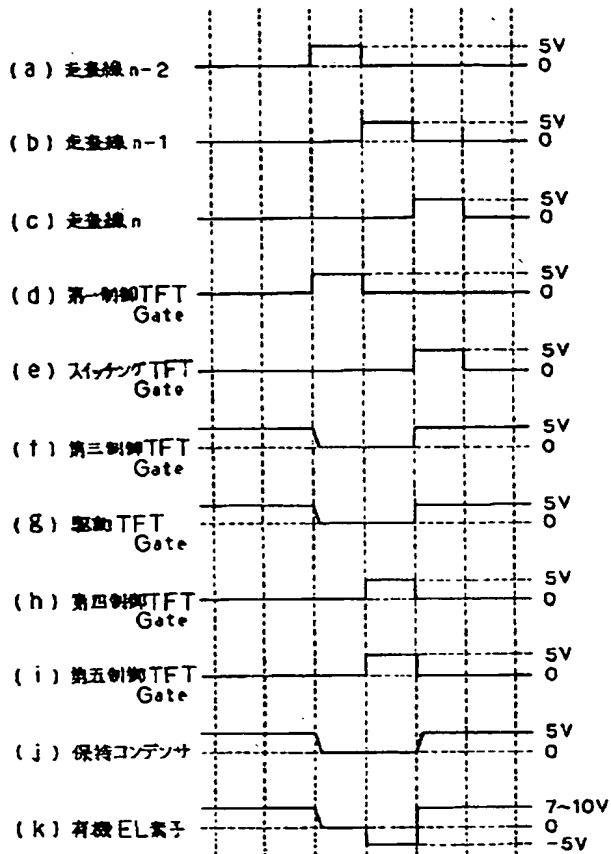 (a) 走査線 n-2
5V
0
(b) 走査線 n-1
5V
0
(c) 走査線 n
5V
0
(d) 第一制御TFT
Gate
5V
0
(e) スイッチングTFT
Gate
5V
0
(f) 第三制御TFT
Gate
5V
0
(g) 駆動TFT
Gate
5V
0
(h) 第四制御TFT
Gate
5V
0
(i) 第五制御TFT
Gate
5V
0
(j) 保持コンデンサ
5V
0
(k) 有機EL素子
7~10V
0
-5V